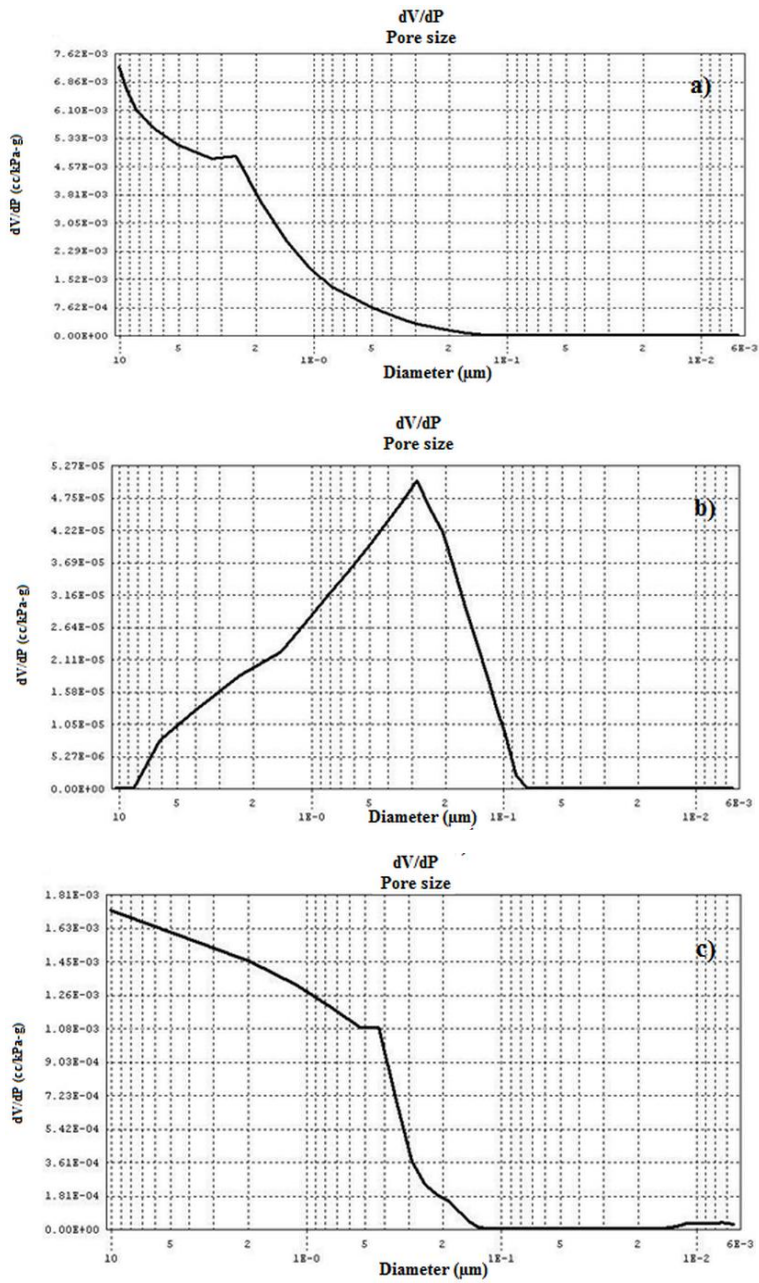 dV/dP
Pore size
a)
7.62E-03
6.86E-03
6.10E-03
5.33E-03
4.57E-03
3.81E-03
3.05E-03
2.29E-03
1.52E-03
7.62E-04
0.00E+00
dV/dP (cc/kPa-g)
10 5 2 1E-0 5 2 1E-1 5 2 1E-2 6E-3
Diameter (μm)
dV/dP
Pore size
b)
5.27E-05
4.75E-05
4.22E-05
3.69E-05
3.16E-05
2.64E-05
2.11E-05
1.58E-05
1.05E-05
5.27E-06
0.00E+00
dV/dP (cc/kPa-g)
10 5 2 1E-0 5 2 1E-1 5 2 1E-2 6E-3
Diameter (μm)
dV/dP
Pore size
c)
1.81E-03
1.63E-03
1.45E-03
1.26E-03
1.08E-03
9.03E-04
7.23E-04
5.42E-04
3.61E-04
1.81E-04
0.00E+00
dV/dP (cc/kPa-g)
10 5 2 1E-0 5 2 1E-1 5 2 1E-2 6E-3
Diameter (μm)